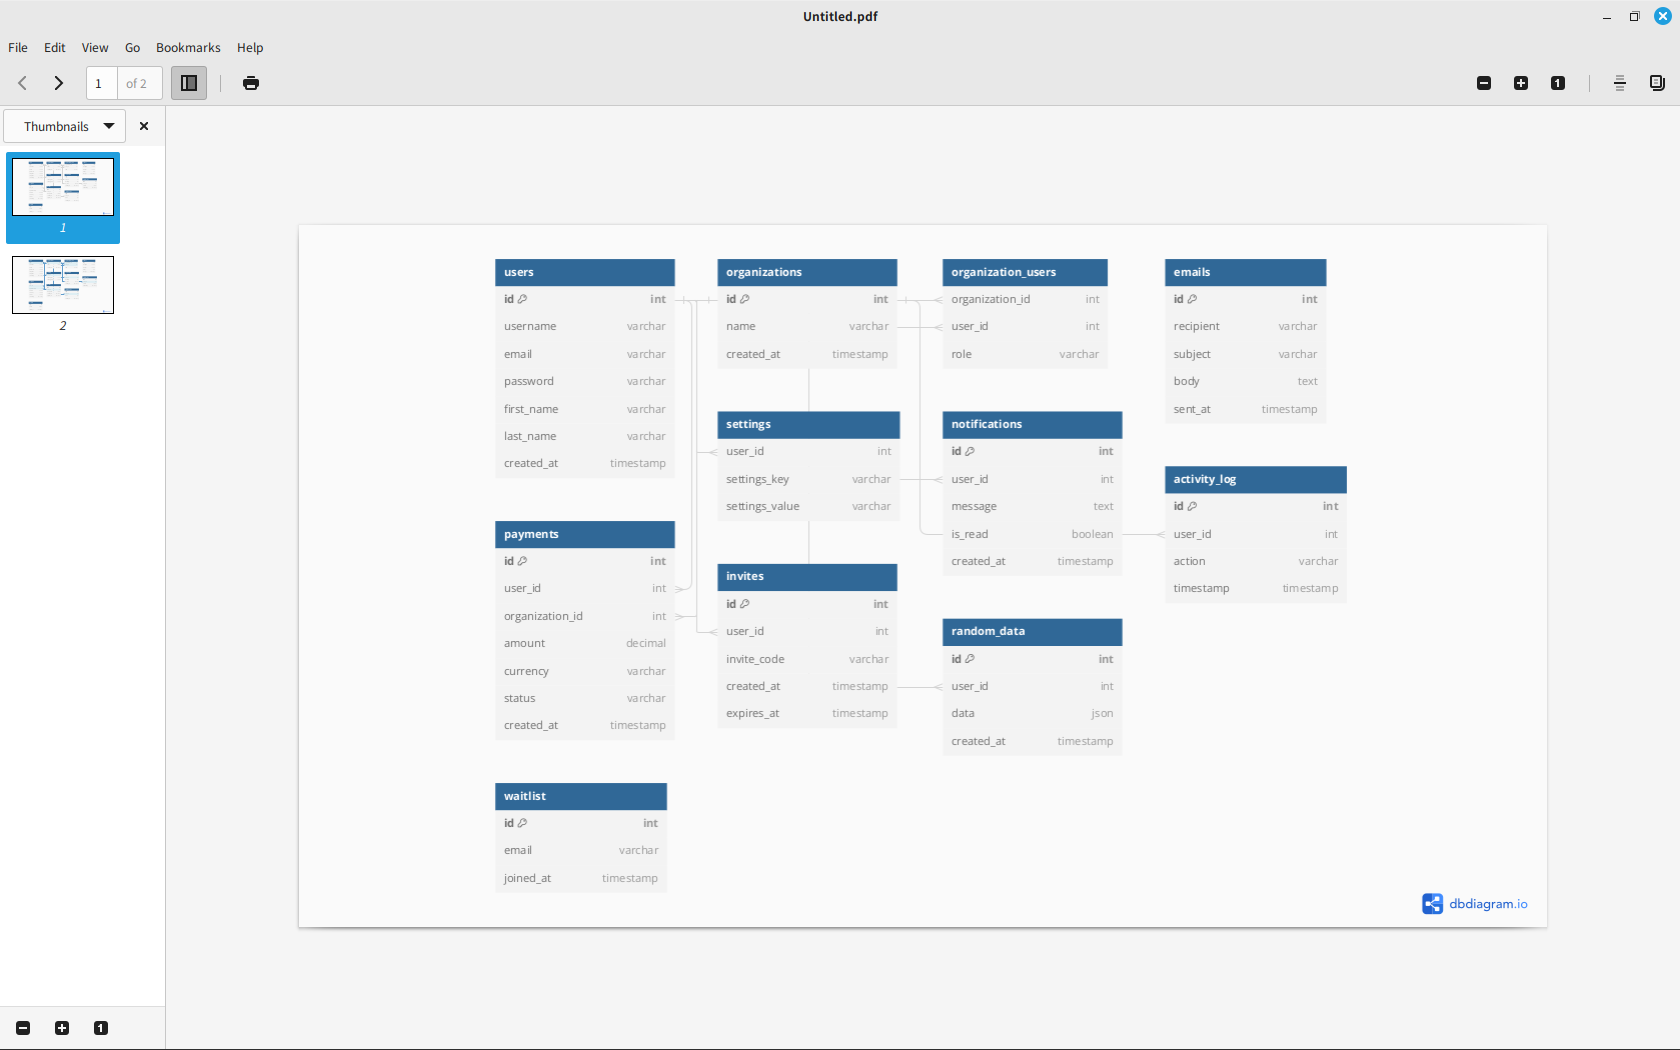 Untitled.pdf
File Edit View Go Bookmarks Help
1 of 2
1
Thumbnails
1
2
users
id int
username varchar
email varchar
password varchar
first_name varchar
last_name varchar
created_at timestamp
organizations
id int
name varchar
created_at timestamp
organization_users
organization_id int
user_id int
role varchar
emails
id int
recipient varchar
subject varchar
body text
sent_at timestamp
settings
user_id int
settings_key varchar
settings_value varchar
notifications
id int
user_id int
message text
is_read boolean
created_at timestamp
activity_log
id int
user_id int
action varchar
timestamp timestamp
payments
id int
user_id int
organization_id int
amount decimal
currency varchar
status varchar
created_at timestamp
invites
id int
user_id int
invite_code varchar
created_at timestamp
expires_at timestamp
random_data
id int
user_id int
data json
created_at timestamp
waitlist
id int
email varchar
joined_at timestamp
dbdiagram.io
1